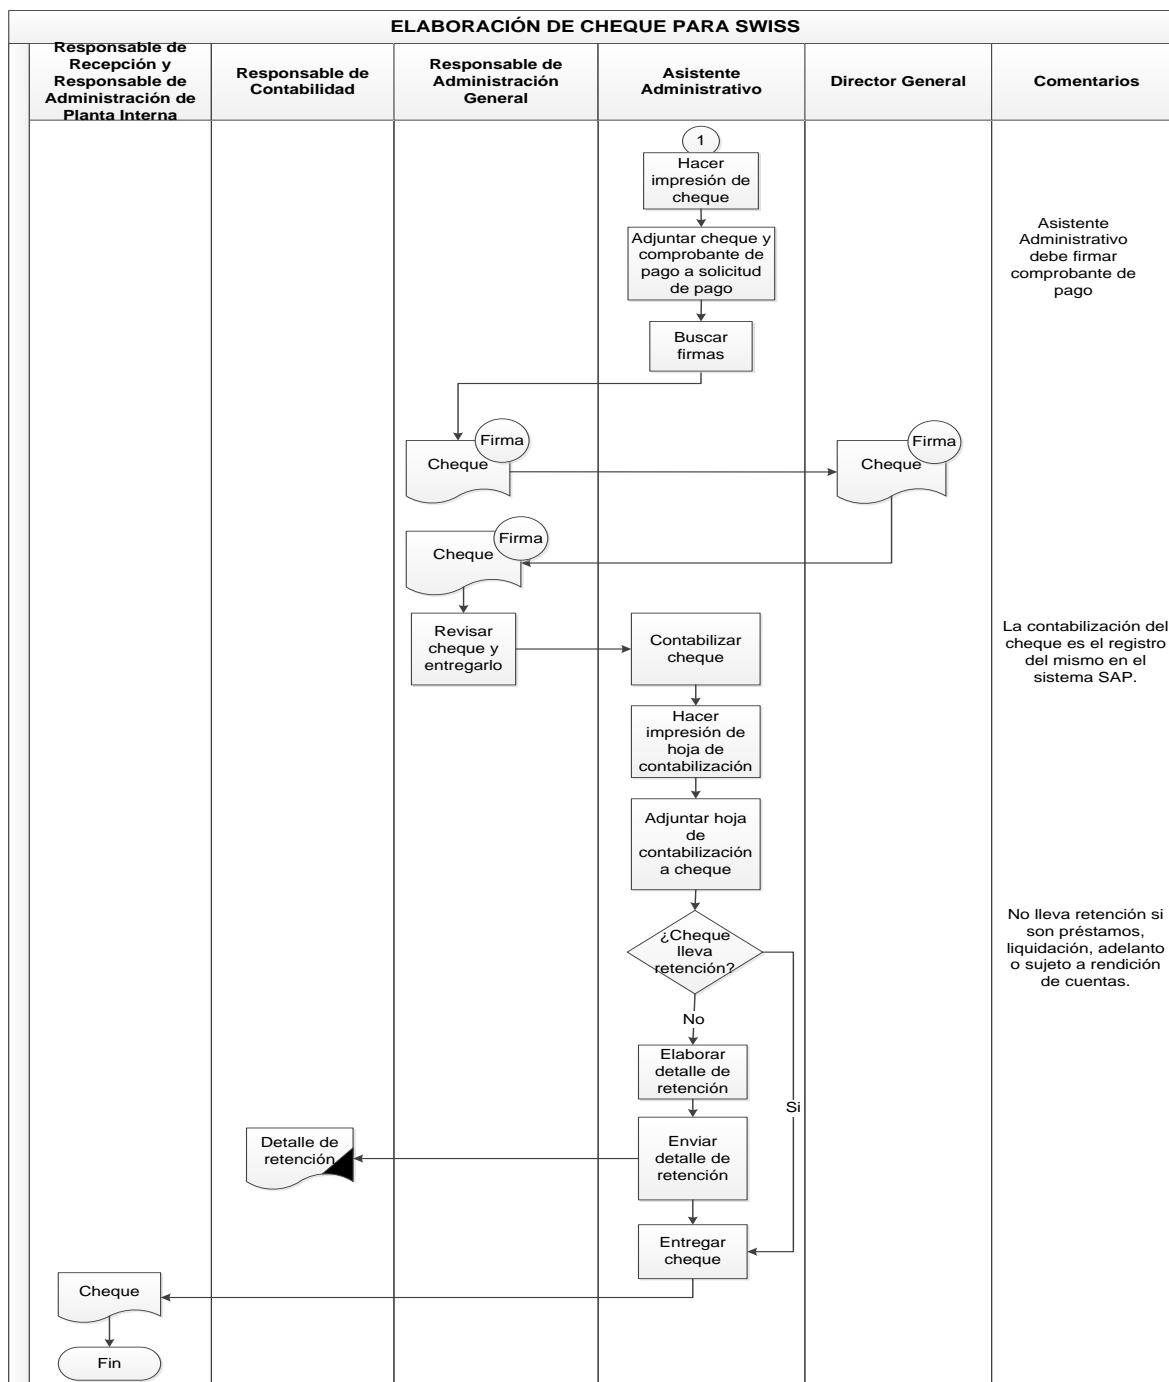 ELABORACIÓN DE CHEQUE PARA SWISS
Responsable de
Recepción y
Responsable de
Administración de
Planta Interna
Responsable de
Contabilidad
Responsable de
Administración
General
Asistente
Administrativo
Director General
Comentarios
1
Hacer
impresión de
cheque
Adjuntar cheque y
comprobante de
pago a solicitud
de pago
Asistente
Administrativo
debe firmar
comprobante de
pago
Buscar
firmas
Firma
Cheque
Firma
Cheque
Firma
Cheque
Revisar
cheque y
entregarlo
Contabilizar
cheque
La contabilización del
cheque es el registro
del mismo en el
sistema SAP.
Hacer
impresión de
hoja de
contabilización
Adjuntar hoja
de
contabilización
a cheque
¿Cheque
lleva
retención?
No lleva retención si
son préstamos,
liquidación, adelanto
o sujeto a rendición
de cuentas.
No
Elaborar
detalle de
retención
Si
Enviar
detalle de
retención
Detalle de
retención
Entregar
cheque
Cheque
Fin